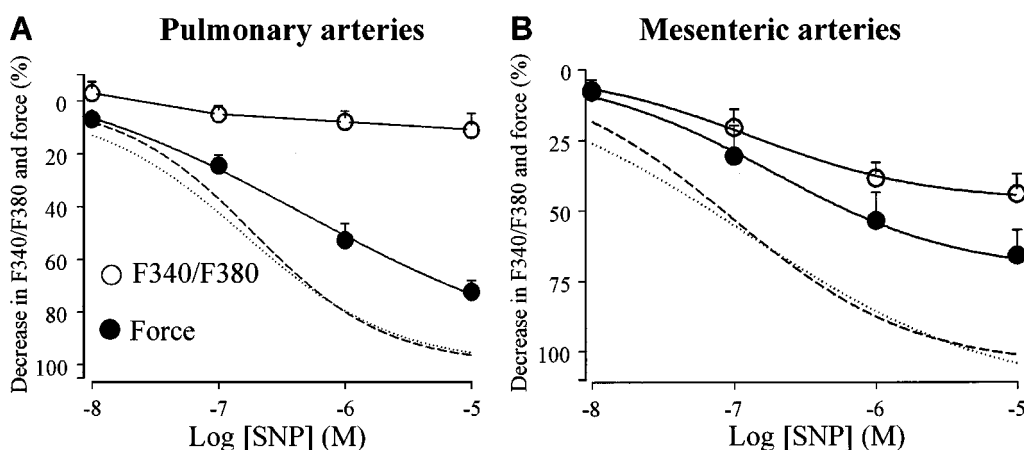 A
Pulmonary arteries
Decrease in F340/F380 and force (%)
0
20
40
60
80
100
F340/F380
Force
-8
-7
-6
-5
Log [SNP] (M)
B
Mesenteric arteries
Decrease in F340/F380 and force (%)
0
25
50
75
100
-8
-7
-6
-5
Log [SNP] (M)